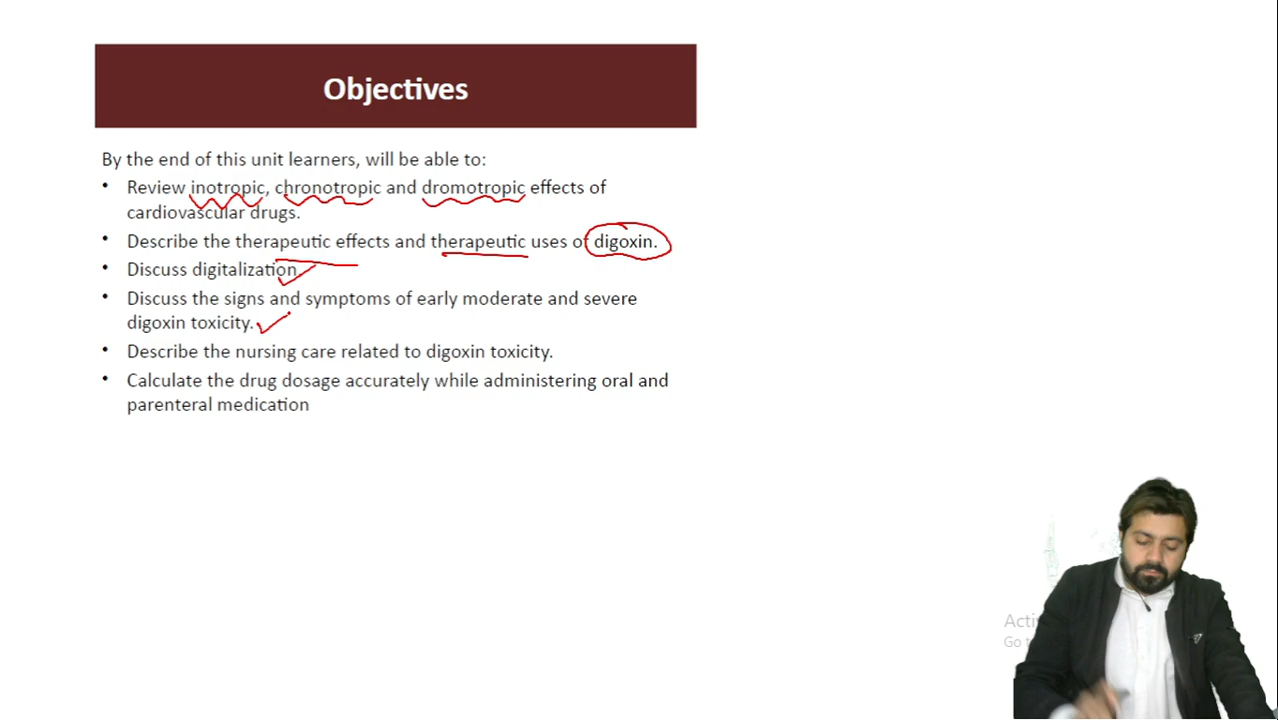 Objectives
By the end of this unit learners, will be able to:
• Review inotropic, chronotropic and dromotropic effects of
cardiovascular drugs.
• Describe the therapeutic effects and therapeutic uses of digoxin.
• Discuss digitalization
• Discuss the signs and symptoms of early moderate and severe
digoxin toxicity.
• Describe the nursing care related to digoxin toxicity.
• Calculate the drug dosage accurately while administering oral and
parenteral medication
Acti
Go t